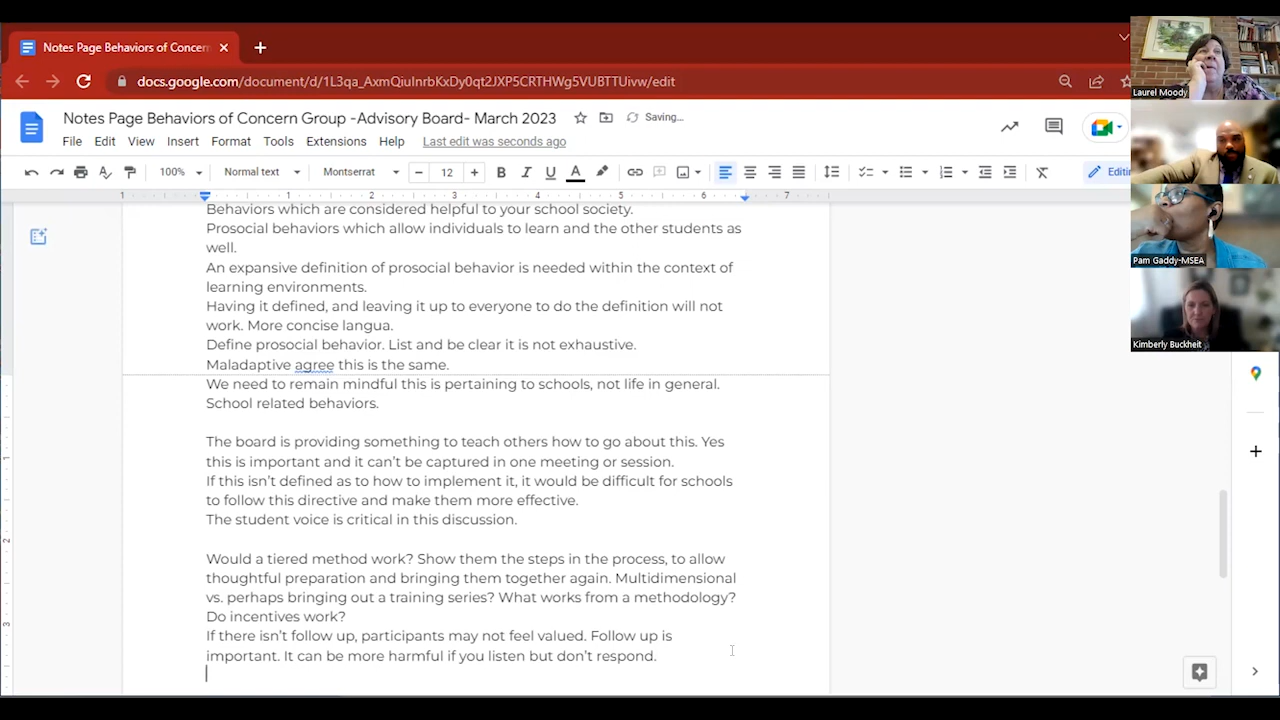 Notes Page Behaviors of Concern
docs.google.com/document/d/1L3qa_AxmQiuInrbKxDy0qt2JXP5CRTHWg5VUBTTUivw/edit
Laurel Moody
Notes Page Behaviors of Concern Group -Advisory Board- March 2023
Saving...
File Edit View Insert Format Tools Extensions Help Last edit was seconds ago
100% Normal text Montserrat 12 B I U A Editin
1 1 2 3 4 5 6 7
Behaviors which are considered helpful to your school society.
Prosocial behaviors which allow individuals to learn and the other students as
well.
Pam Gaddy-MSEA
An expansive definition of prosocial behavior is needed within the context of
learning environments.
Having it defined, and leaving it up to everyone to do the definition will not
work. More concise langua.
Define prosocial behavior. List and be clear it is not exhaustive.
Kimberly Buckheit
Maladaptive agree this is the same.
We need to remain mindful this is pertaining to schools, not life in general.
School related behaviors.
The board is providing something to teach others how to go about this. Yes
this is important and it can't be captured in one meeting or session.
If this isn't defined as to how to implement it, it would be difficult for schools
to follow this directive and make them more effective.
The student voice is critical in this discussion.
Would a tiered method work? Show them the steps in the process, to allow
thoughtful preparation and bringing them together again. Multidimensional
vs. perhaps bringing out a training series? What works from a methodology?
Do incentives work?
If there isn't follow up, participants may not feel valued. Follow up is
important. It can be more harmful if you listen but don't respond.
1
2
3